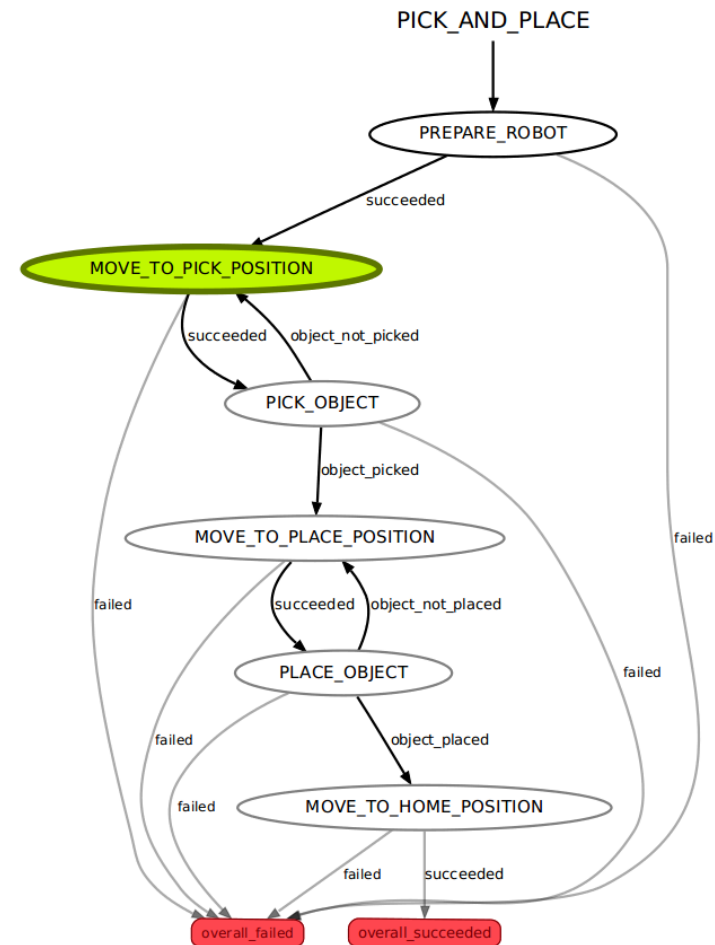 PICK_AND_PLACE
PREPARE_ROBOT
succeeded
MOVE_TO_PICK_POSITION
succeeded
object_not_picked
PICK_OBJECT
object_picked
MOVE_TO_PLACE_POSITION
failed
failed
succeeded
object_not_placed
PLACE_OBJECT
failed
failed
object_placed
failed
MOVE_TO_HOME_POSITION
failed
succeeded
overall_failed
overall_succeeded